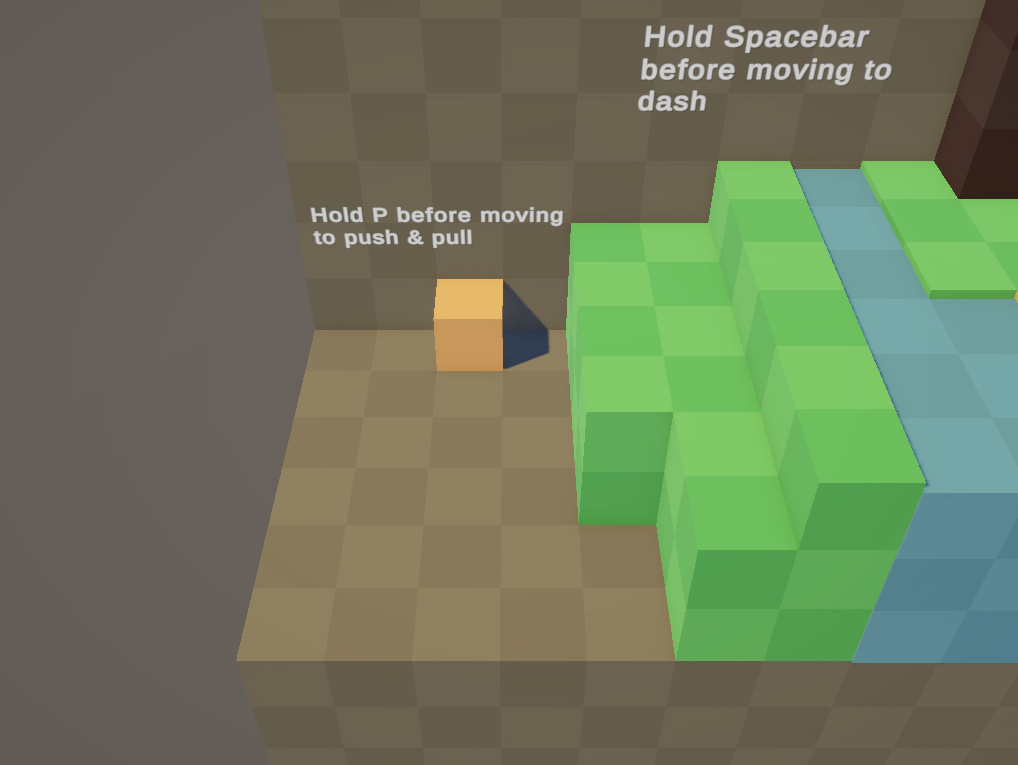 Hold Spacebar
before moving to
dash
Hold P before moving
to push & pull